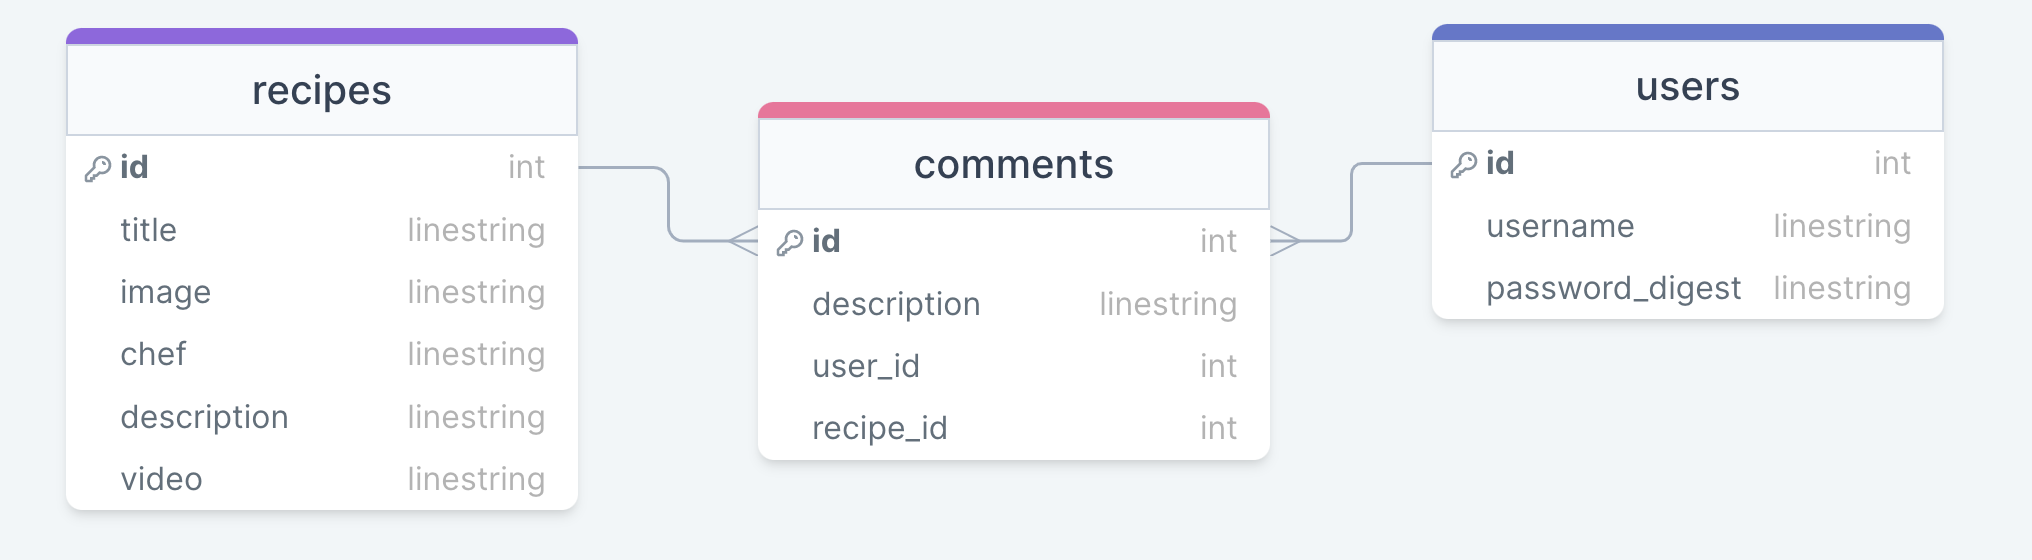 recipes
id int
title linestring
image linestring
chef linestring
description linestring
video linestring
comments
id int
description linestring
user_id int
recipe_id int
users
id int
username linestring
password_digest linestring